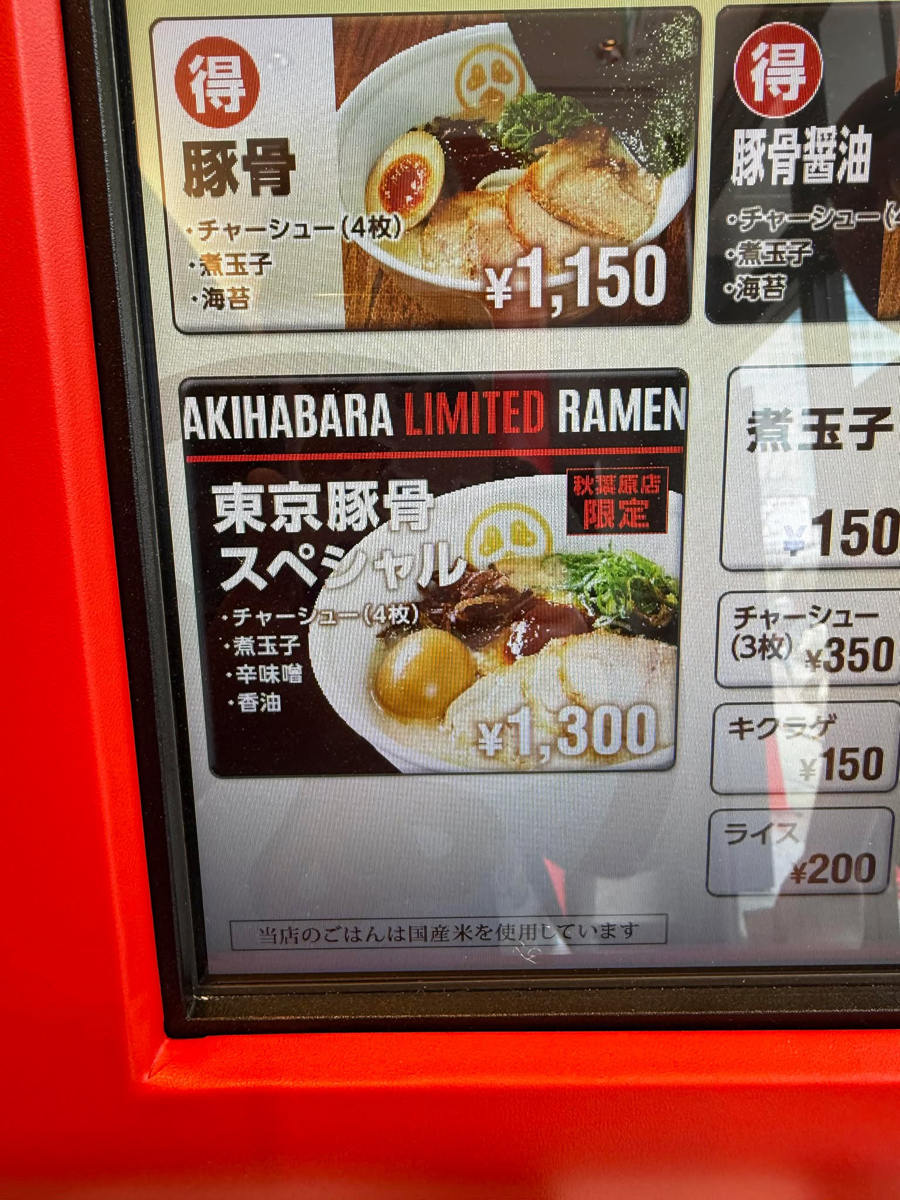 得
豚骨
・チャーシュー(4枚)
・煮玉子
・海苔
¥1,150
得
豚骨醤油
・チャーシュー(
・煮玉子
・海苔
AKIHABARA LIMITED RAMEN
東京豚骨
スペシャル
秋葉原店
限定
・チャーシュー(4枚)
・煮玉子
・辛味噌
・香油
¥1,300
煮玉子
¥150
チャーシュー
(3枚) ¥350
キクラゲ
¥150
ライス
¥200
当店のごはんは国産米を使用しています